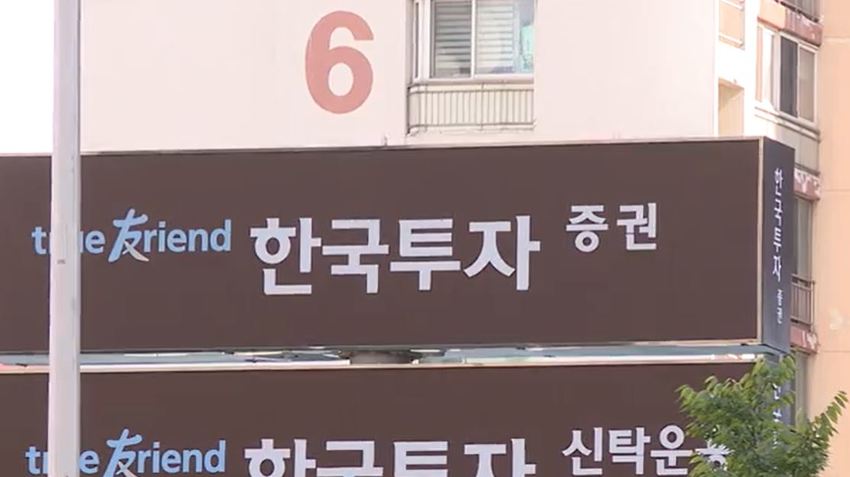 6
true 友riend 한국투자 증권
한국투자 증권
true 友riend 한국투자 신탁운용